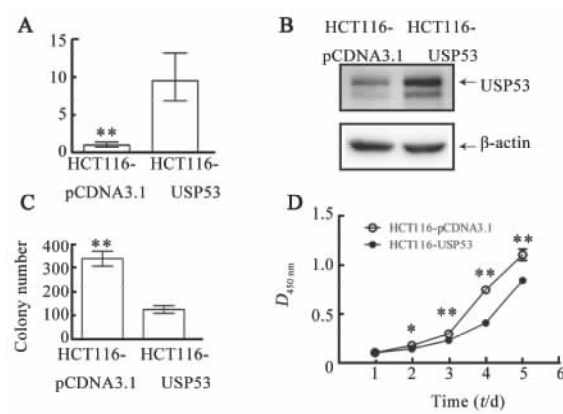 A
15
10
5
0
**
HCT116-
pCDNA3.1
HCT116-
USP53
B
HCT116-
pCDNA3.1
HCT116-
USP53
USP53
β-actin
C
Colony number
400
300
200
100
0
**
HCT116-
pCDNA3.1
HCT116-
USP53
D
D450 nm
1.5
1.0
0.5
0
HCT116-pCDNA3.1
HCT116-USP53
*
**
**
**
1 2 3 4 5 6
Time (t/d)